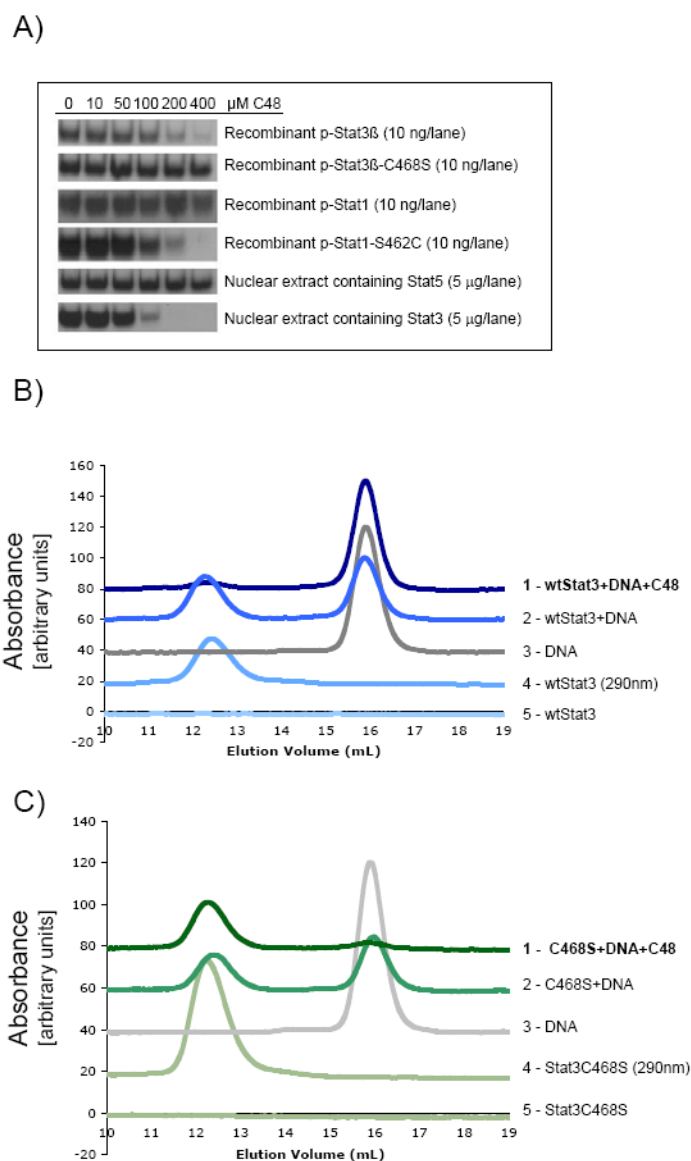 A)
0 10 50 100 200 400 µM C48
Recombinant p-Stat3ß (10 ng/lane)
Recombinant p-Stat3ß-C468S (10 ng/lane)
Recombinant p-Stat1 (10 ng/lane)
Recombinant p-Stat1-S462C (10 ng/lane)
Nuclear extract containing Stat5 (5 µg/lane)
Nuclear extract containing Stat3 (5 µg/lane)
B)
Absorbance
[arbitrary units]
160
140
120
100
80
60
40
20
0
-20
1 - wtStat3+DNA+C48
2 - wtStat3+DNA
3 - DNA
4 - wtStat3 (290nm)
5 - wtStat3
10 11 12 13 14 15 16 17 18 19
Elution Volume (mL)
C)
Absorbance
[arbitrary units]
140
120
100
80
60
40
20
0
-20
1 - C468S+DNA+C48
2 - C468S+DNA
3 - DNA
4 - Stat3C468S (290nm)
5 - Stat3C468S
10 11 12 13 14 15 16 17 18 19
Elution Volume (mL)